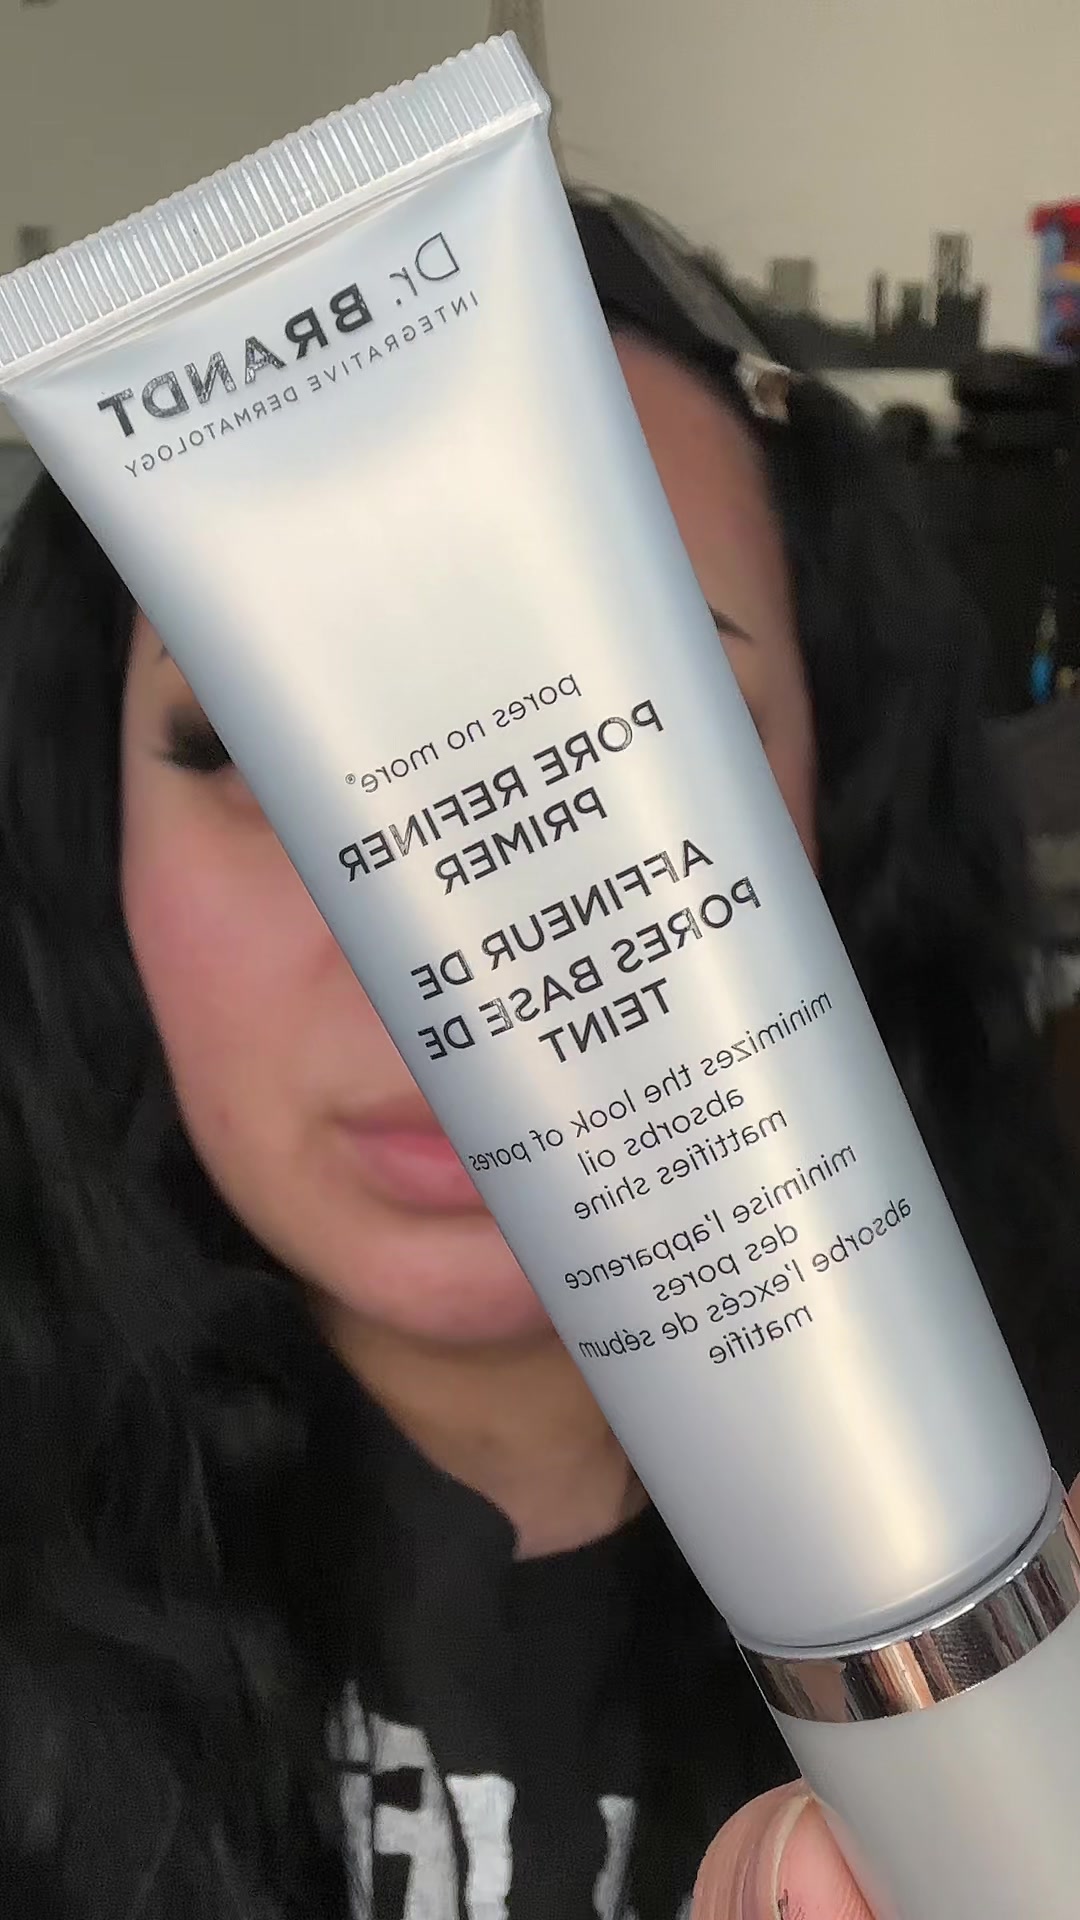 Dr. BRANDT
INTEGRATIVE DERMATOLOGY
pores no more®
PORE REFINER
PRIMER
AFFINEUR DE
PORES BASE DE
TEINT
minimizes the look of pores
absorbs oil
mattifies shine
minimise l'apparence
des pores
absorbe l'excés de sébum
matifie